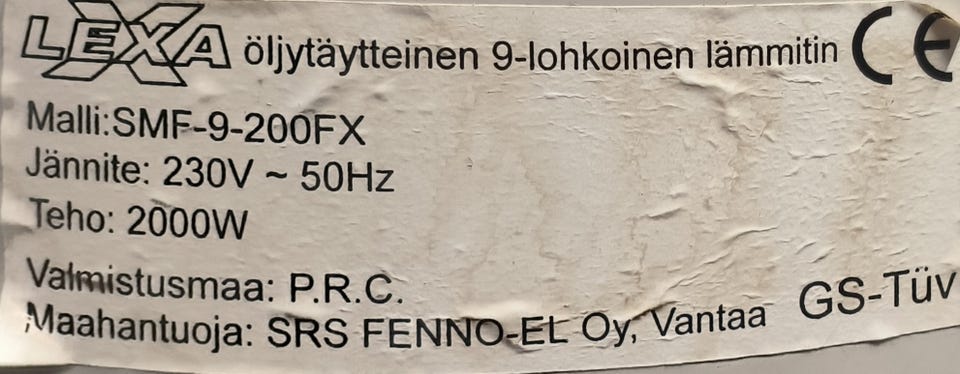 LEXA öljytäytteinen 9-lohkoinen lämmitin CE
Malli:SMF-9-200FX
Jännite: 230V ~ 50Hz
Teho: 2000W
Valmistusmaa: P.R.C.
Maahantuoja: SRS FENNO-EL Oy, Vantaa GS-Tüv